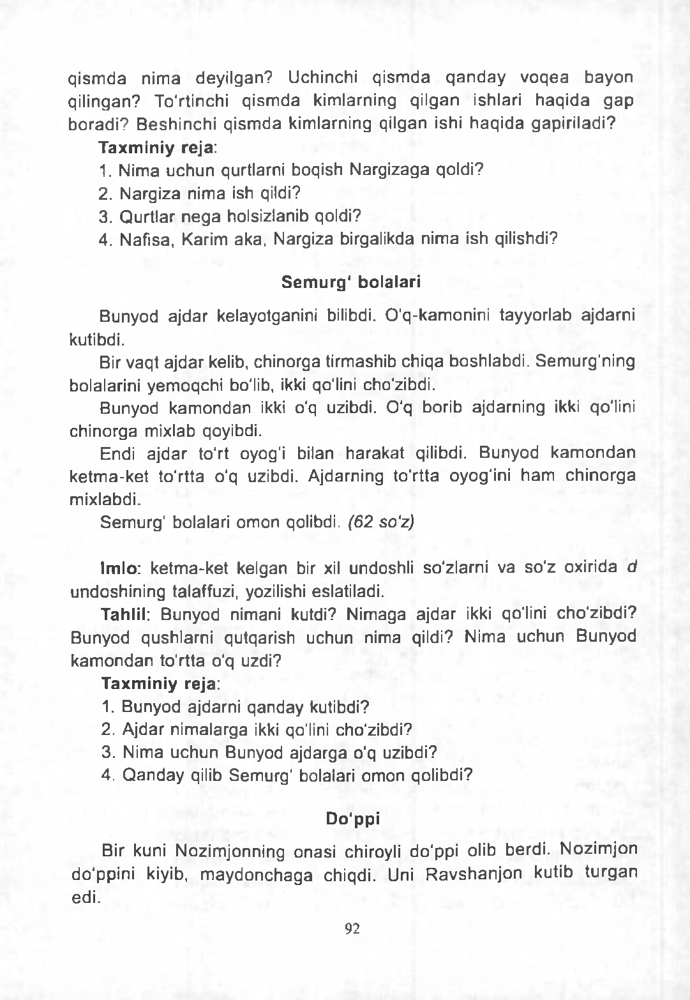 qismda nima deyilgan? Uchinchi qismda qanday voqea bayon
qilingan? To'rtinchi qismda kimlarning qilgan ishlari haqida gap
boradi? Beshinchi qismda kimlarning qilgan ishi haqida gapiriladi?
Taxminiy reja:
1. Nima uchun qurtlarni boqish Nargizaga qoldi?
2. Nargiza nima ish qildi?
3. Qurtlar nega holsizlanib qoldi?
4. Nafisa, Karim aka, Nargiza birgalikda nima ish qilishdi?
Semurg' bolalari
Bunyod ajdar kelayotganini bilibdi. O'q-kamonini tayyorlab ajdarni
kutibdi.
Bir vaqt ajdar kelib, chinorga tirmashib chiqa boshlabdi. Semurg'ning
bolalarini yemoqchi bo'lib, ikki qo'lini cho'zibdi.
Bunyod kamondan ikki o'q uzibdi. O'q borib ajdarning ikki qo'lini
chinorga mixlab qoyibdi.
Endi ajdar to'rt oyog'i bilan harakat qilibdi. Bunyod kamondan
ketma-ket to'rtta o'q uzibdi. Ajdarning to'rtta oyog'ini ham chinorga
mixlabdi.
Semurg' bolalari omon qolibdi. (62 so'z)
Imlo: ketma-ket kelgan bir xil undoshli so'zlarni va so'z oxirida d
undoshining talaffuzi, yozilishi eslatiladi.
Tahlil: Bunyod nimani kutdi? Nimaga ajdar ikki qo'lini cho'zibdi?
Bunyod qushlarni qutqarish uchun nima qildi? Nima uchun Bunyod
kamondan to'rtta o'q uzdi?
Taxminiy reja:
1. Bunyod ajdarni qanday kutibdi?
2. Ajdar nimalarga ikki qo'lini cho'zibdi?
3. Nima uchun Bunyod ajdarga o'q uzibdi?
4. Qanday qilib Semurg' bolalari omon qolibdi?
Do'ppi
Bir kuni Nozimjonning onasi chiroyli do'ppi olib berdi. Nozimjon
do'ppini kiyib, maydonchaga chiqdi. Uni Ravshanjon kutib turgan
edi.
92